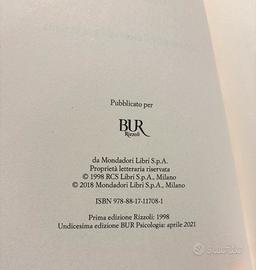 Pubblicato per
BUR
Rizzoli
da Mondadori Libri S.p.A.
Proprietà letteraria riservata
© 1998 RCS Libri S.p.A., Milano
© 2018 Mondadori Libri S.p.A., Milano
ISBN 978-88-17-11708-1
Prima edizione Rizzoli: 1998
Undicesima edizione BUR Psicologia: aprile 2021
subito